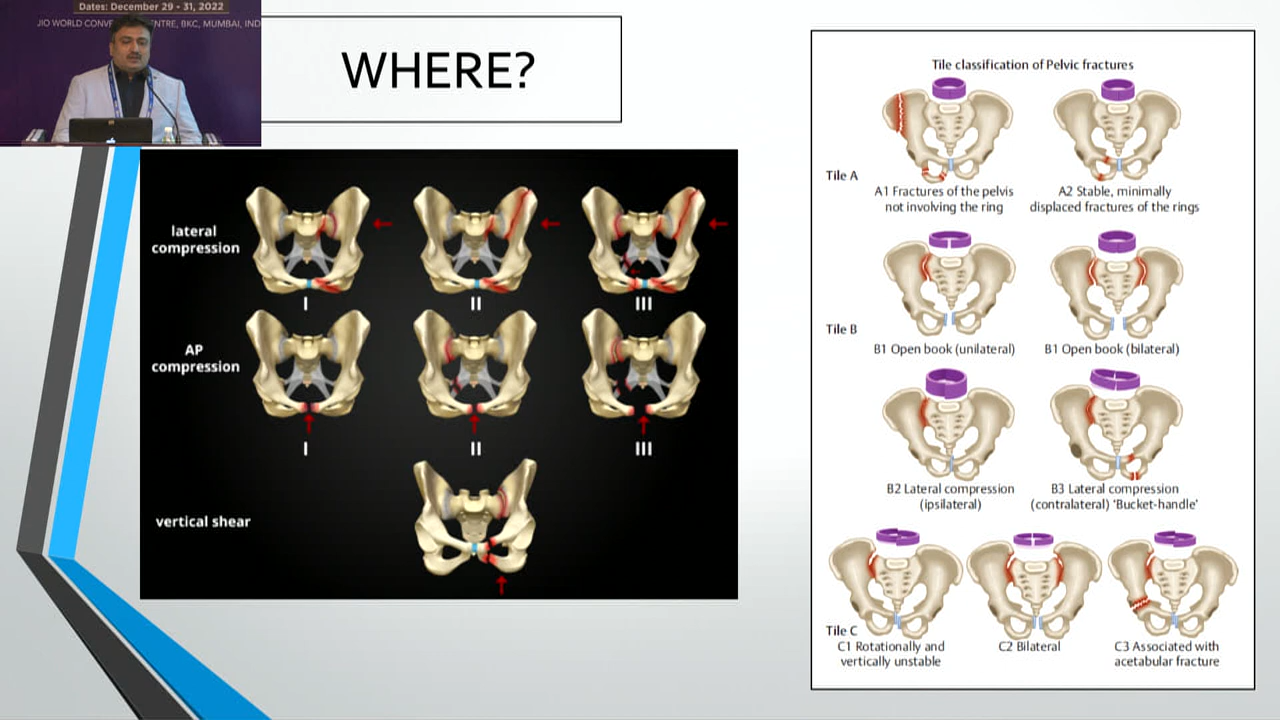 Dates: December 29 - 31, 2022
JIO WORLD CONVE NTRE, BKC, MUMBAI, IND
WHERE?
lateral
compression
I
II
III
AP
compression
I
II
III
vertical shear
Tile classification of Pelvic fractures
Tile A
A1 Fractures of the pelvis
not involving the ring
A2 Stable, minimally
displaced fractures of the rings
Tile B
B1 Open book (unilateral)
B1 Open book (bilateral)
B2 Lateral compression
(ipsilateral)
B3 Lateral compression
(contralateral) 'Bucket-handle'
Tile C
C1 Rotationally and
vertically unstable
C2 Bilateral
C3 Associated with
acetabular fracture